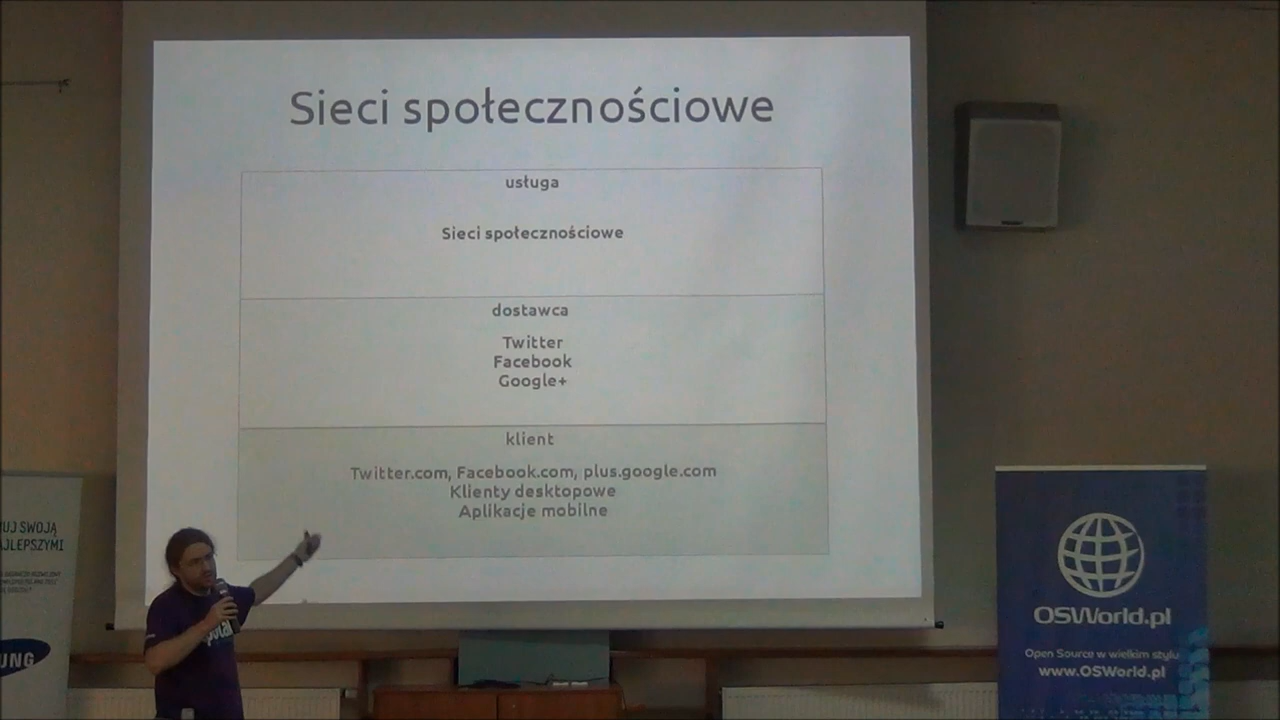 Sieci społecznościowe
usługa
Sieci społecznościowe
dostawca
Twitter
Facebook
Google+
klient
Twitter.com, Facebook.com, plus.google.com
Klienty desktopowe
Aplikacje mobilne
UJ SWOJĄ
AJLEPSZYMI
UNG
OSWorld.pl
Open Source w wielkim stylu
www.OSWorld.pl